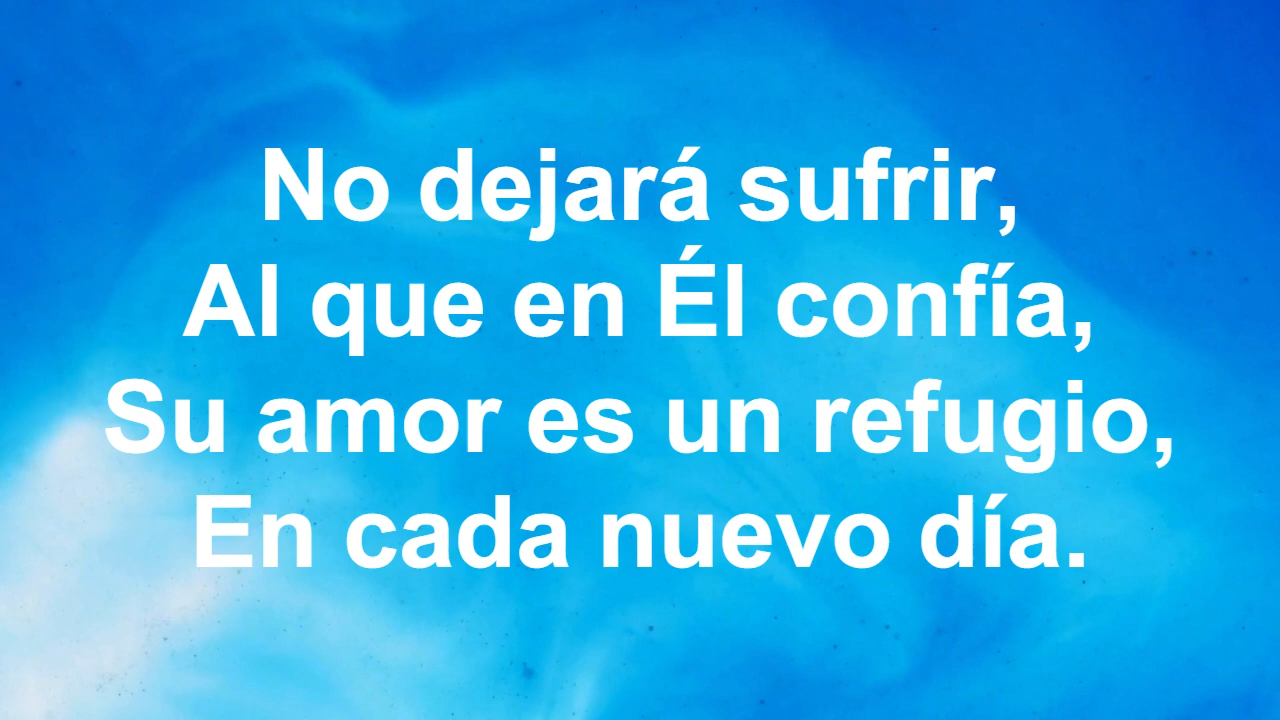 No dejará sufrir,
Al que en Él confía,
Su amor es un refugio,
En cada nuevo día.